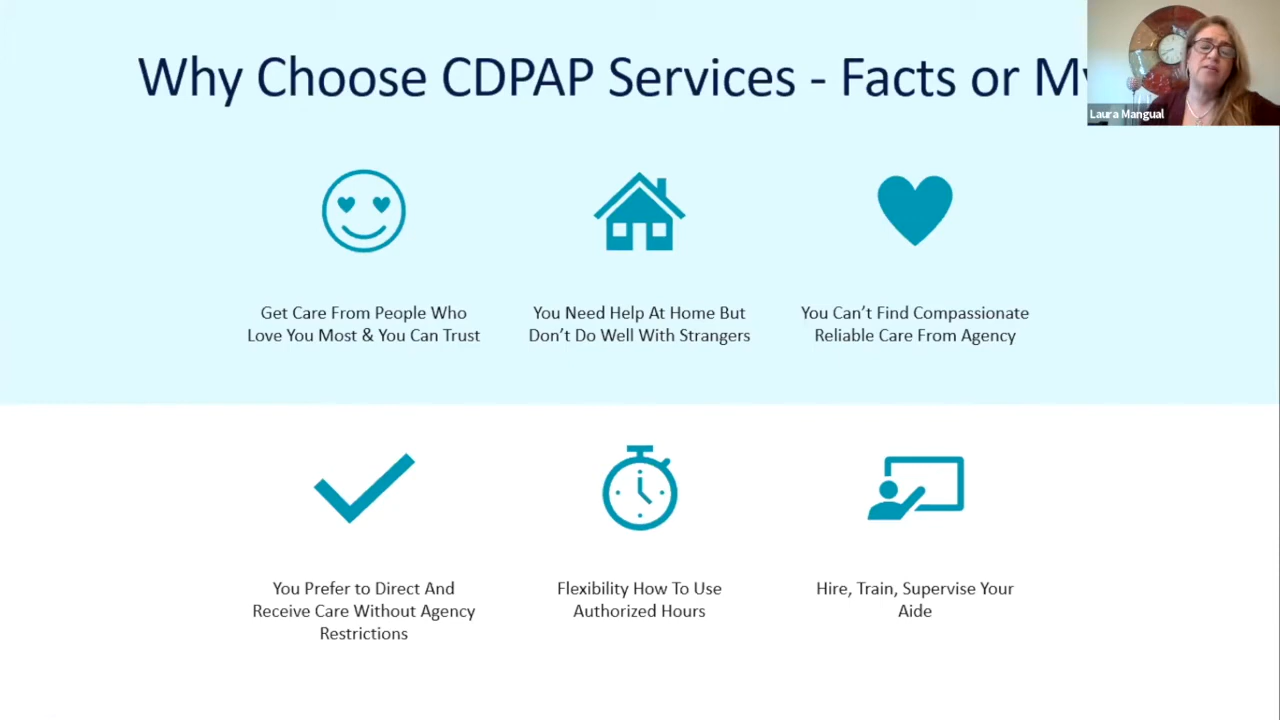 Why Choose CDPAP Services - Facts or
Laura Mangual
Get Care From People Who
Love You Most & You Can Trust
You Need Help At Home But
Don't Do Well With Strangers
You Can't Find Compassionate
Reliable Care From Agency
You Prefer to Direct And
Receive Care Without Agency
Restrictions
Flexibility How To Use
Authorized Hours
Hire, Train, Supervise Your
Aide